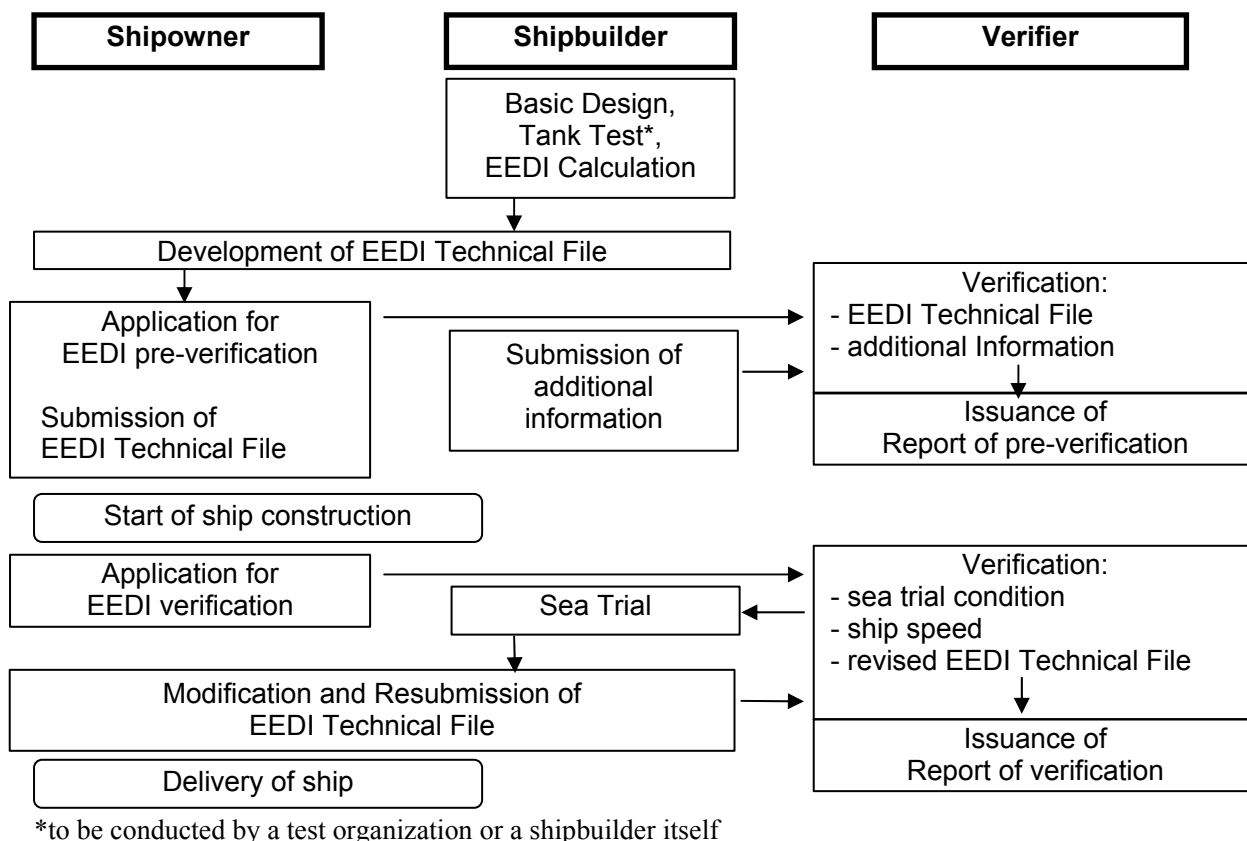 Shipowner
Shipbuilder
Verifier
Basic Design,
Tank Test*,
EEDI Calculation
Development of EEDI Technical File
Application for
EEDI pre-verification
Submission of
EEDI Technical File
Submission of
additional
information
Verification:
- EEDI Technical File
- additional Information
Issuance of
Report of pre-verification
Start of ship construction
Application for
EEDI verification
Sea Trial
Verification:
- sea trial condition
- ship speed
- revised EEDI Technical File
Modification and Resubmission of
EEDI Technical File
Issuance of
Report of verification
Delivery of ship
*to be conducted by a test organization or a shipbuilder itself